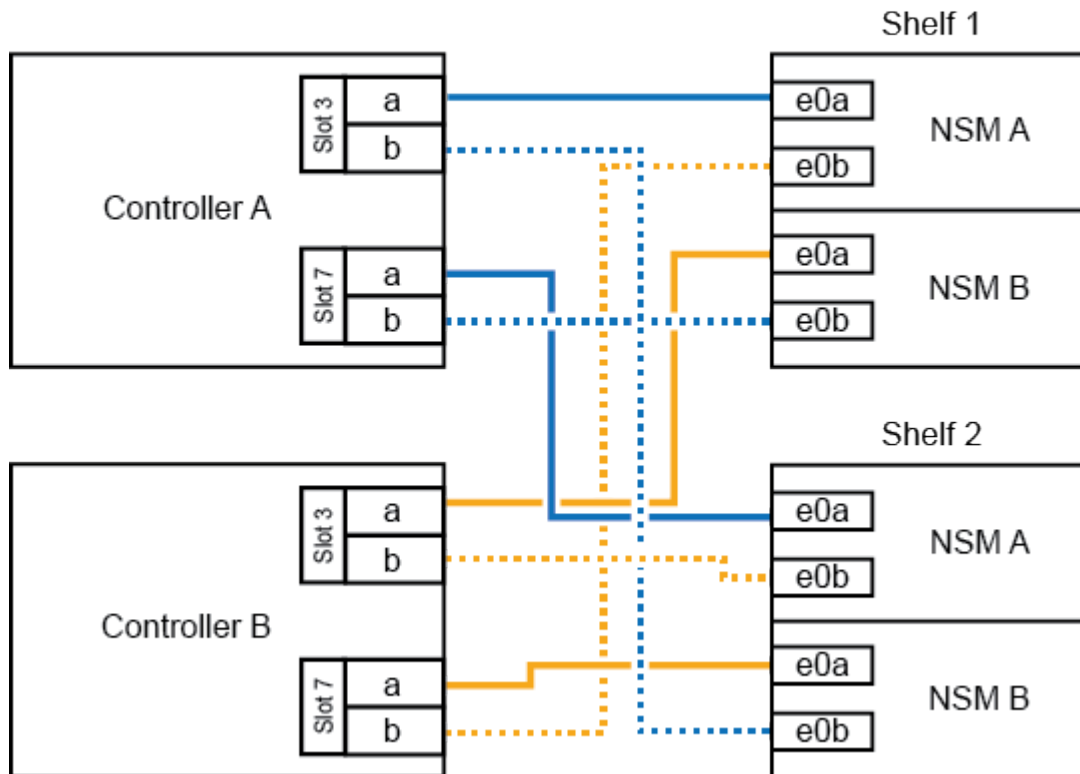 Shelf 1
Controller A
Slot 3
a
b
Slot 7
a
b
e0a
e0b
NSM A
e0a
e0b
NSM B
Shelf 2
Controller B
Slot 3
a
b
Slot 7
a
b
e0a
e0b
NSM A
e0a
e0b
NSM B